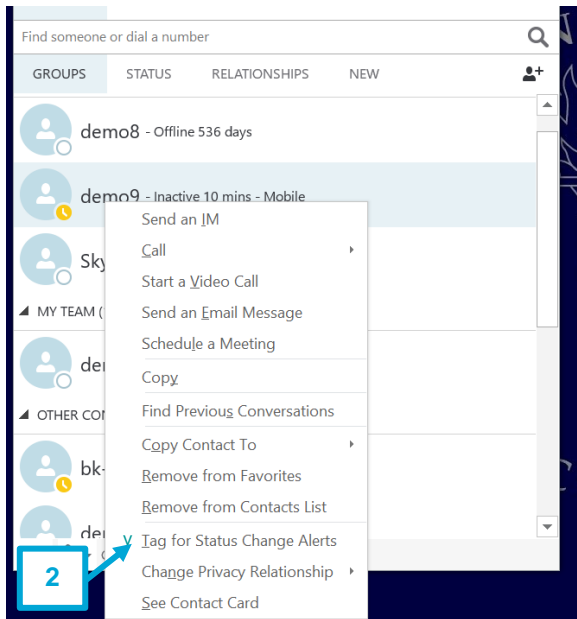 Find someone or dial a number
GROUPS STATUS RELATIONSHIPS NEW
demo8 - Offline 536 days
demo9 - Inactive 10 mins - Mobile
Send an IM
Call
Sky
Start a Video Call
MY TEAM (
Send an Email Message
Schedule a Meeting
Copy
OTHER CO
Find Previous Conversations
Copy Contact To
bk-
Remove from Favorites
Remove from Contacts List
V Tag for Status Change Alerts
2
Change Privacy Relationship
See Contact Card